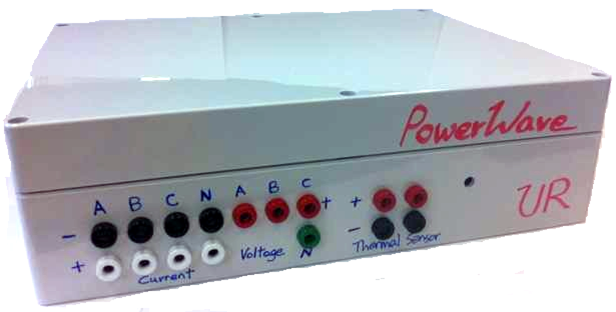 PowerWave
UR
A B C N A B C
- + + 
+ N -
Current Voltage Thermal Sensor